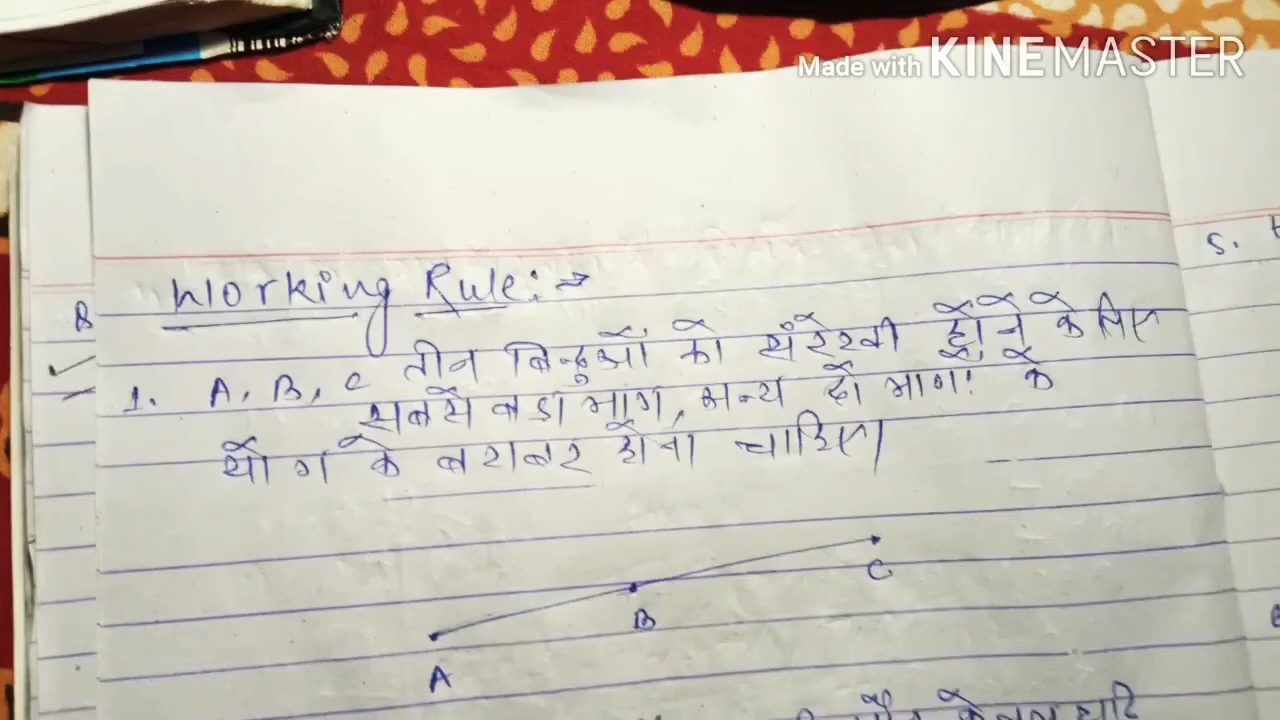 Made with KINEMASTER
Working Rule:→
1. A, B, C तीन बिन्दुओं को संरेखी होने के लिए
सबसे बड़ा भाग, अन्य दो भागों के
योग के बराबर होना चाहिए।
A
B
C
S.
B